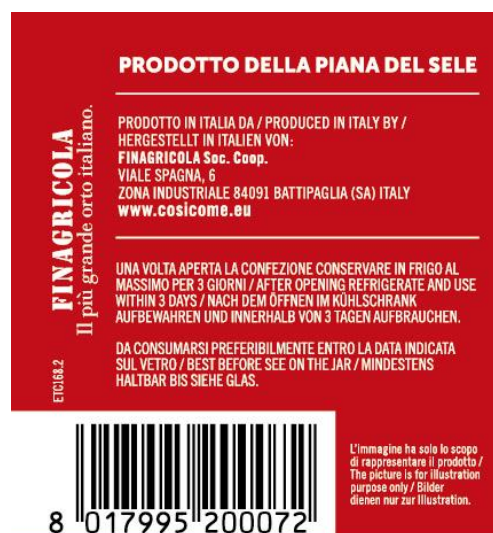 PRODOTTO DELLA PIANA DEL SELE
PRODOTTO IN ITALIA DA / PRODUCED IN ITALY BY /
HERGESTELLT IN ITALIEN VON:
FINAGRICOLA Soc. Coop.
VIALE SPAGNA, 6
ZONA INDUSTRIALE 84091 BATTIPAGLIA (SA) ITALY
www.cosicome.eu
FINAGRICOLA
Il più grande orto italiano.
UNA VOLTA APERTA LA CONFEZIONE CONSERVARE IN FRIGO AL
MASSIMO PER 3 GIORNI / AFTER OPENING REFRIGERATE AND USE
WITHIN 3 DAYS / NACH DEM ÖFFNEN IM KÜHLSCHRANK
AUFBEWAHREN UND INNERHALB VON 3 TAGEN AUFBRAUCHEN.
DA CONSUMARSI PREFERIBILMENTE ENTRO LA DATA INDICATA
SUL VETRO / BEST BEFORE SEE ON THE JAR / MINDESTENS
HALTBAR BIS SIEHE GLAS.
ETC168.2
L'immagine ha solo lo scopo
di rappresentare il prodotto /
The picture is for illustration
purpose only / Bilder
dienen nur zur Illustration.
8 017995 200072